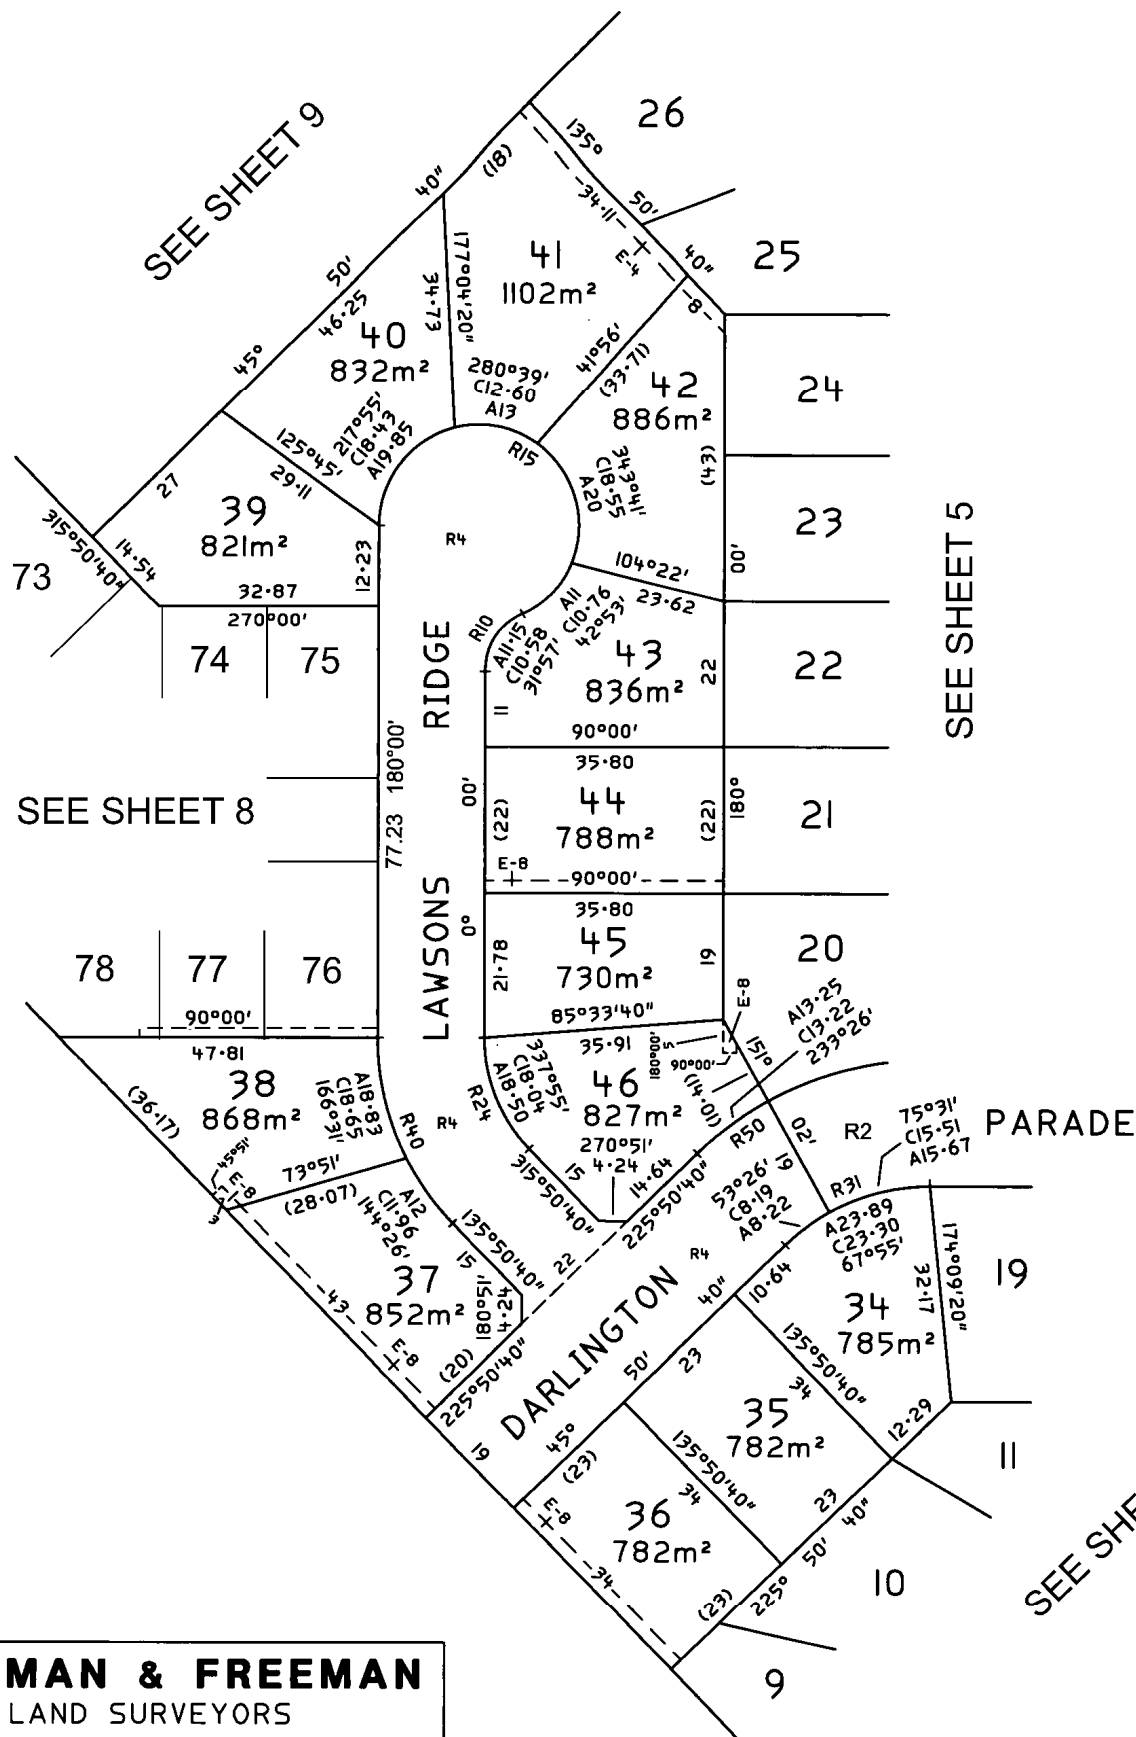 SEE SHEET 9
26
135°
50'
40"
34·11
E-4
8
25
(18)
40"
50'
45°
46·25
177°04'20"
34·73
41
1102m²
40
832m²
280°39'
C12·60
A13
41°56'
(33·71)
42
886m²
24
217°55'
C18·43
A19·85
125°45'
29·11
R15
343°41'
C18·55
A20
(43)
00'
23
SEE SHEET 5
27
39
821m²
315°50'40"
14·54
73
32·87
270°00'
12·23
R4
104°22'
23·62
A11
C10·76
42°53'
R10
A11·15
C10·58
31°57'
43
836m²
22
22
74
75
RIDGE
11
90°00'
35·80
SEE SHEET 8
77.23 180°00'
00'
(22)
44
788m²
(22)
180°
21
E-8
90°00'
35·80
LAWSONS
0°
21·78
45
730m²
19
20
78
77
76
90°00'
47·81
85°33'40"
35·91
E-8
180°00'
5
90°00'
151°
02'
19
A13·25
C13·22
233°26'
(14·01)
R50
38
868m²
A18·83
C18·65
166°31'
R40
R4
R24
337°55'
C18·04
A18·50
46
827m²
270°51'
4·24
14·64
15
315°50'40"
225°50'40"
(36·17)
45°51'
E-8
3
73°51'
(28·07)
A12
C11·96
144°26'
135°50'40"
15
37
852m²
180°51'
4·24
22
43
E-8
(20)
225°50'40"
R2
R31
75°31'
C15·51
A15·67
PARADE
53°26'
C8·19
A8·22
A23·89
C23·30
67°55'
R4
DARLINGTON
40"
50'
45°
10·64
23
(23)
34
785m²
174°09'20"
32·17
19
135°50'40"
34
12·29
35
782m²
11
135°50'40"
34
23
40"
50'
225°
(23)
19
E-8
34
36
782m²
10
9
SEE SHE
MAN & FREEMAN
LAND SURVEYORS